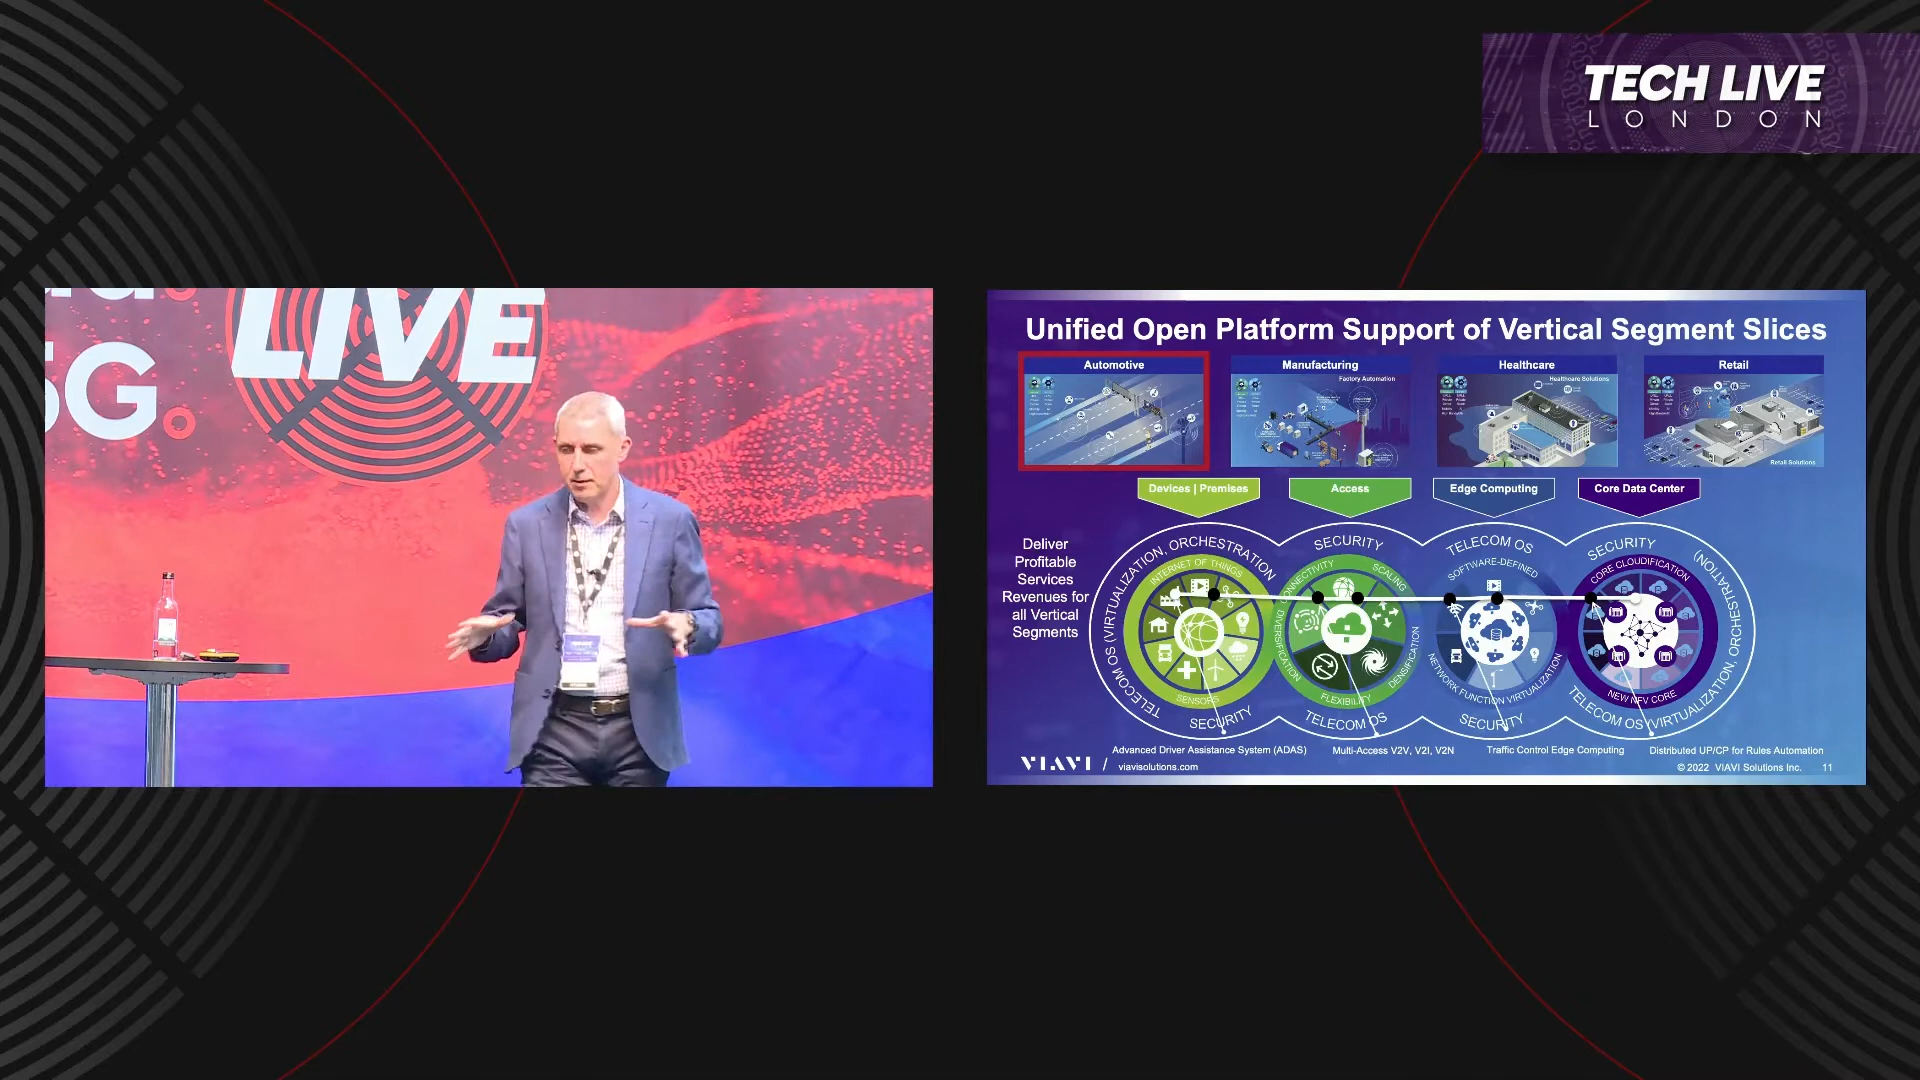 TECH LIVE
LONDON
LIVE
5G.
Unified Open Platform Support of Vertical Segment Slices
Automotive
Manufacturing
Healthcare
Retail
Factory Automation
Healthcare Solutions
Retail Solutions
Devices | Premises
Access
Edge Computing
Core Data Center
Deliver
Profitable
Services
Revenues for
all Vertical
Segments
TELECOM OS (VIRTUALIZATION, ORCHESTRATION
SECURITY
TELECOM OS
SECURITY
TELECOM OS (VIRTUALIZATION, ORCHESTRATION)
INTERNET OF THINGS
SENSORS
CONNECTIVITY
SCALING
DIVERSIFICATION
DENSIFICATION
FLEXIBILITY
SOFTWARE-DEFINED
NETWORK FUNCTION VIRTUALIZATION
CORE CLOUDIFICATION
NEW NFV CORE
SECURITY
TELECOM OS
SECURITY
Advanced Driver Assistance System (ADAS)
Multi-Access V2V, V2I, V2N
Traffic Control Edge Computing
Distributed UP/CP for Rules Automation
VIAVI /
viavisolutions.com
© 2022 VIAVI Solutions Inc.
11